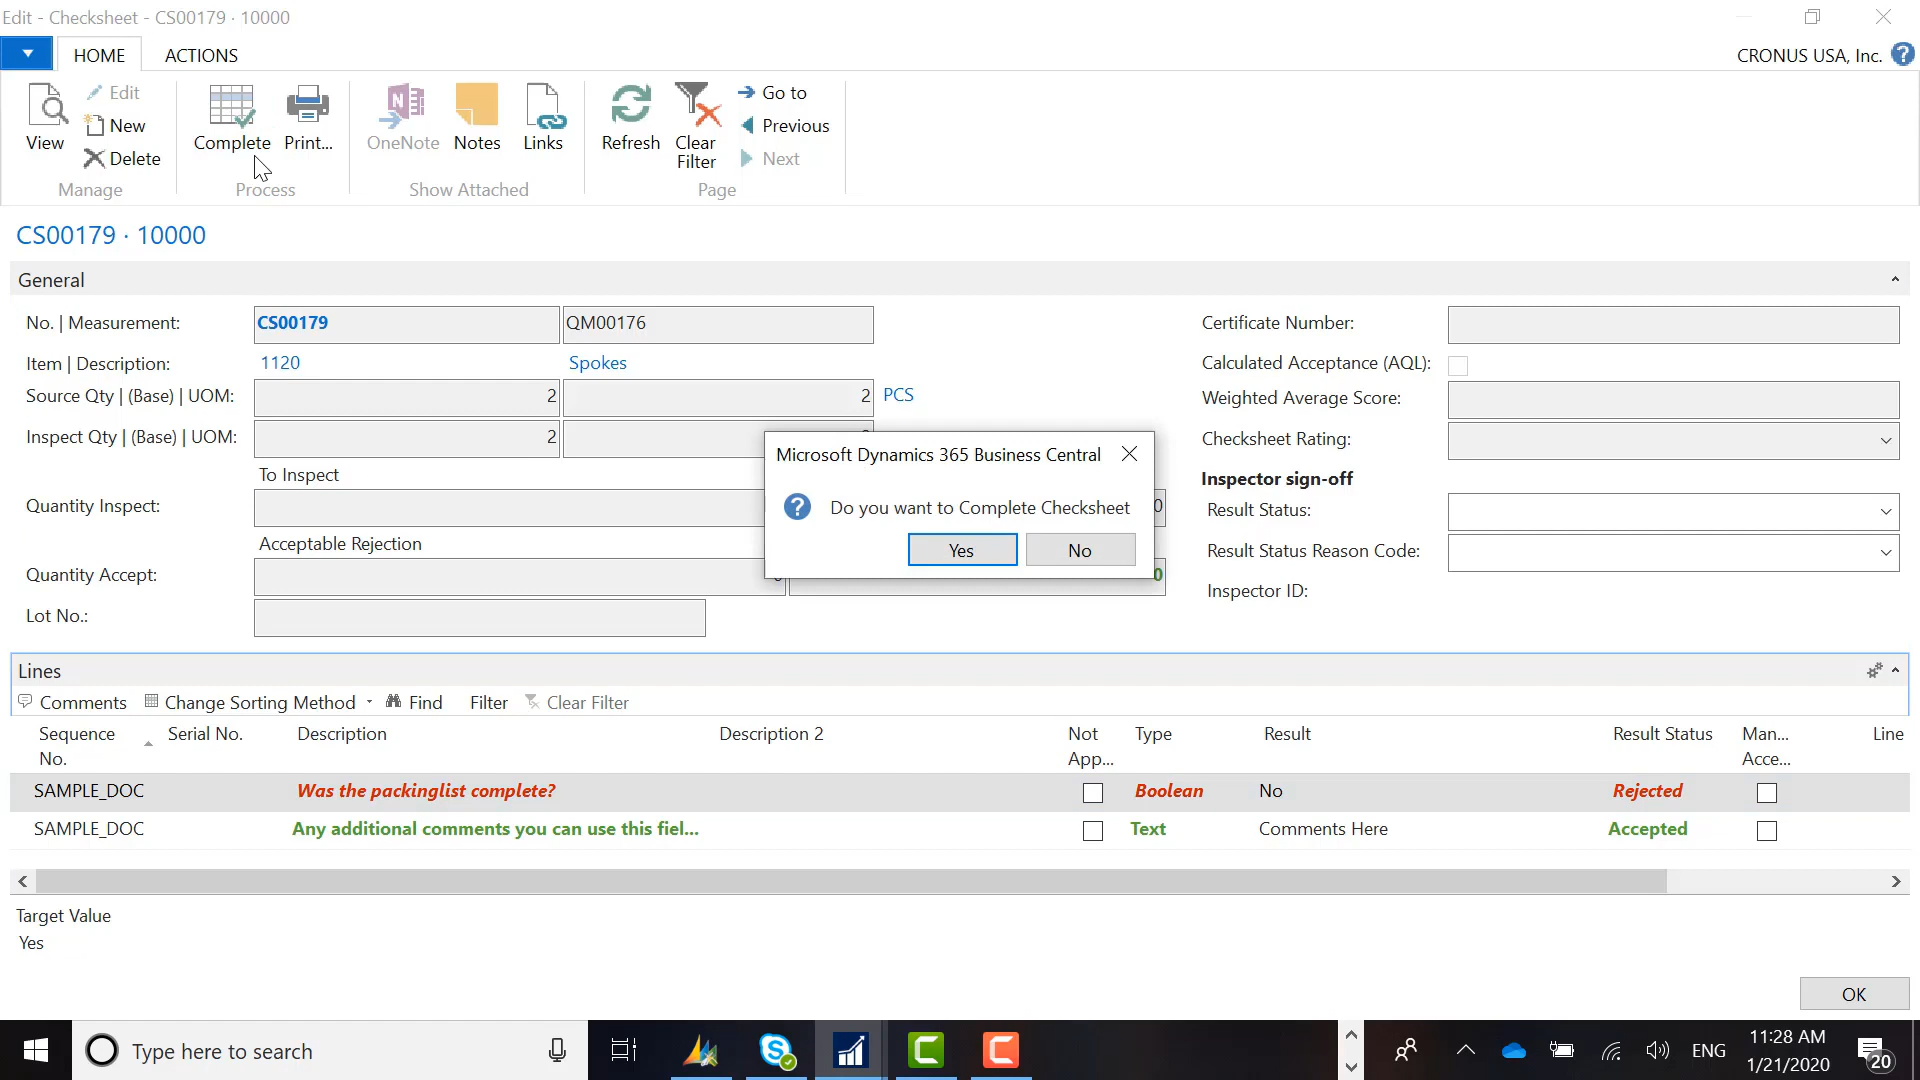 Edit - Checksheet - CS00179 · 10000
HOME
ACTIONS
CRONUS USA, Inc.
View
Edit
New
Delete
Manage
Complete
Print...
Process
OneNote
Notes
Links
Show Attached
Refresh
Clear
Filter
Go to
Previous
Next
Page
CS00179 · 10000
General
No. | Measurement:
CS00179
QM00176
Item | Description:
1120
Spokes
Source Qty | (Base) | UOM:
2
2
PCS
Inspect Qty | (Base) | UOM:
2
To Inspect
Quantity Inspect:
0
Acceptable Rejection
Quantity Accept:
0
Lot No.:
Certificate Number:
Calculated Acceptance (AQL):
Weighted Average Score:
Checksheet Rating:
Inspector sign-off
Result Status:
Result Status Reason Code:
Inspector ID:
Microsoft Dynamics 365 Business Central
Do you want to Complete Checksheet
Yes
No
Lines
Comments
Change Sorting Method
Find
Filter
Clear Filter
Sequence
No.
Serial No.
Description
Description 2
Not
App...
Type
Result
Result Status
Man...
Acce...
Line
SAMPLE_DOC
Was the packinglist complete?
Boolean
No
Rejected
SAMPLE_DOC
Any additional comments you can use this fiel...
Text
Comments Here
Accepted
Target Value
Yes
OK
Type here to search
ENG
11:28 AM
1/21/2020
20